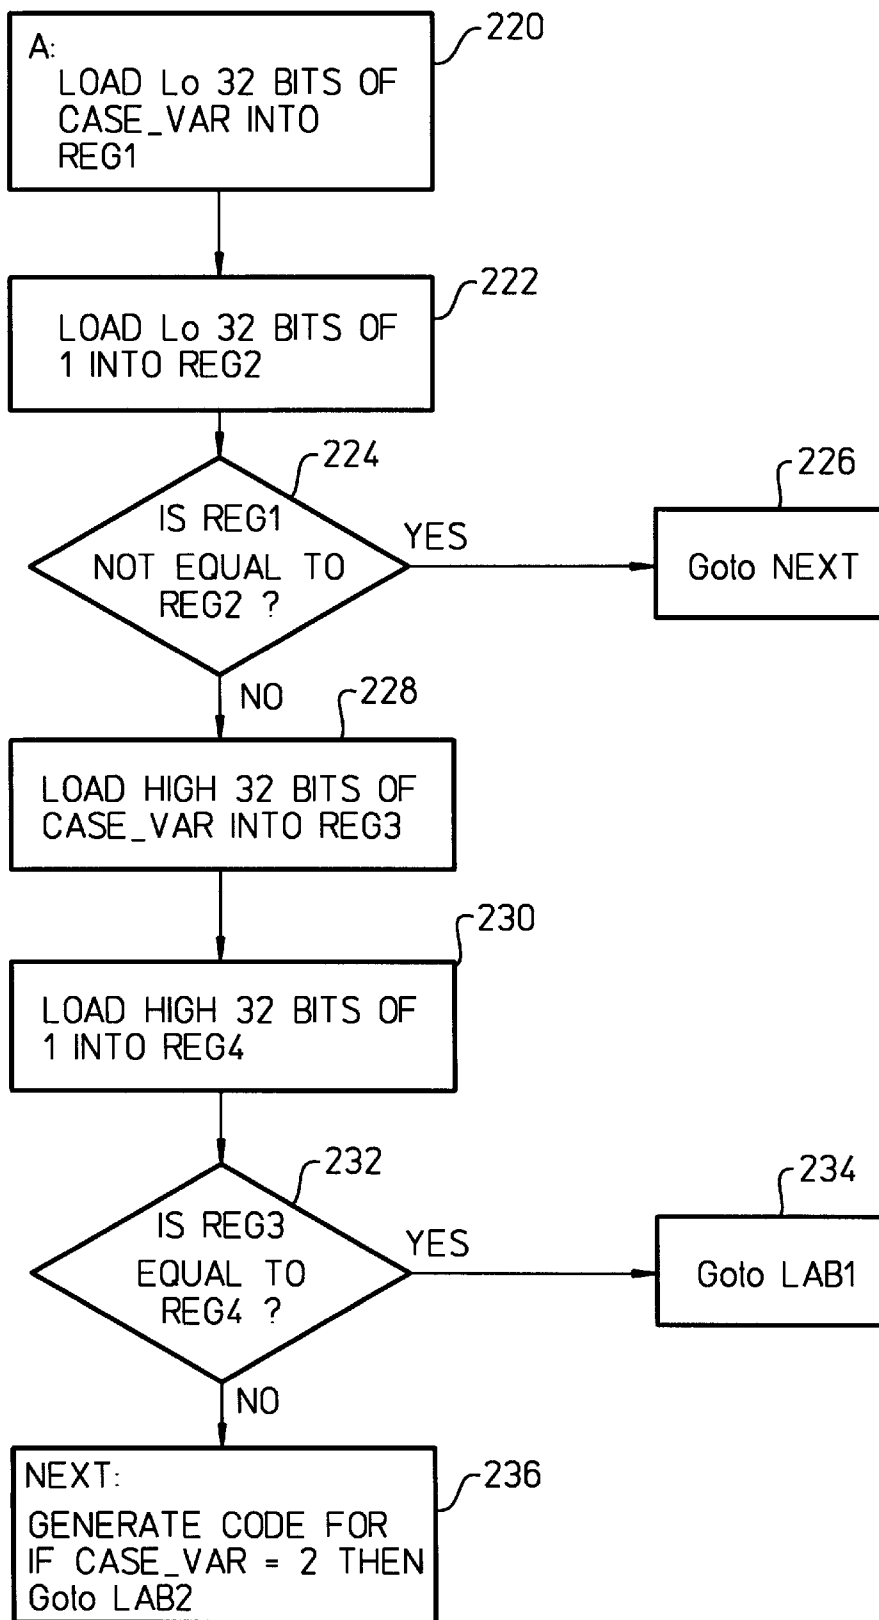 220
A:
LOAD Lo 32 BITS OF
CASE_VAR INTO
REG1
222
LOAD Lo 32 BITS OF
1 INTO REG2
224
IS REG1
NOT EQUAL TO
REG2 ?
YES
226
Goto NEXT
NO
228
LOAD HIGH 32 BITS OF
CASE_VAR INTO REG3
230
LOAD HIGH 32 BITS OF
1 INTO REG4
232
IS REG3
EQUAL TO
REG4 ?
YES
234
Goto LAB1
NO
236
NEXT:
GENERATE CODE FOR
IF CASE_VAR = 2 THEN
Goto LAB2